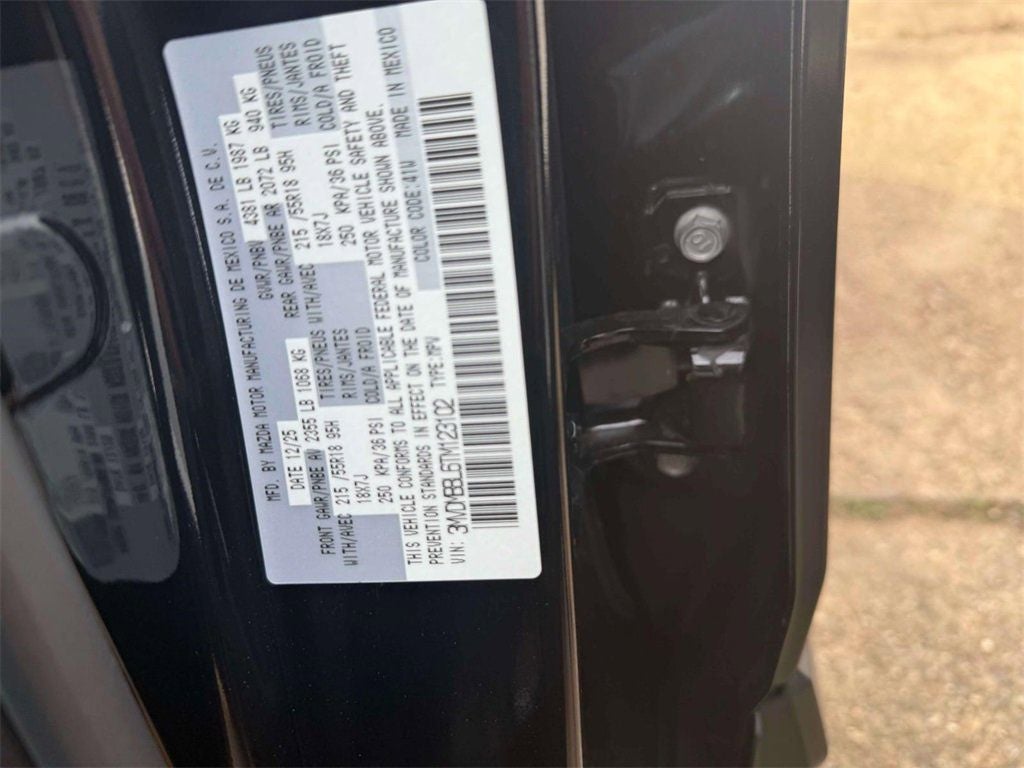 MFD. BY MAZDA MOTOR MANUFACTURING DE MEXICO S.A. DE C.V.
DATE 12/25 GVWR/PNBV 4381 LB 1987 KG
FRONT GAWR/PNBE AV 2355 LB 1068 KG REAR GAWR/PNBE AR 2072 LB 940 KG
WITH/AVEC 215 /55R18 95H TIRES/PNEUS WITH/AVEC 215 /55R18 95H TIRES/PNEUS
18X7J RIMS/JANTES 18X7J RIMS/JANTES
250 KPA/36 PSI COLD/A FROID 250 KPA/36 PSI COLD/A FROID
THIS VEHICLE CONFORMS TO ALL APPLICABLE FEDERAL MOTOR VEHICLE SAFETY AND THEFT
PREVENTION STANDARDS IN EFFECT ON THE DATE OF MANUFACTURE SHOWN ABOVE.
VIN: 3MVDMBBL6TM123102 TYPE:MPV COLOR CODE:41W MADE IN MEXICO